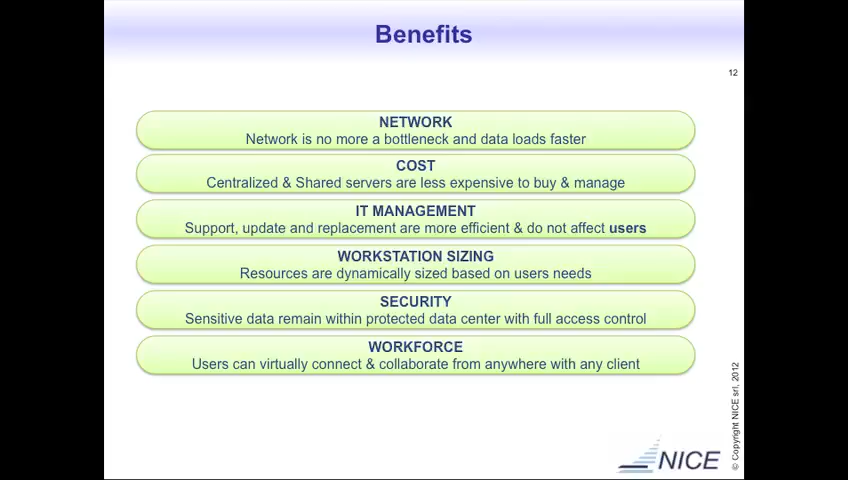 Benefits
12
NETWORK
Network is no more a bottleneck and data loads faster
COST
Centralized & Shared servers are less expensive to buy & manage
IT MANAGEMENT
Support, update and replacement are more efficient & do not affect users
WORKSTATION SIZING
Resources are dynamically sized based on users needs
SECURITY
Sensitive data remain within protected data center with full access control
WORKFORCE
Users can virtually connect & collaborate from anywhere with any client
© Copyright NICE srl, 2012
NICE